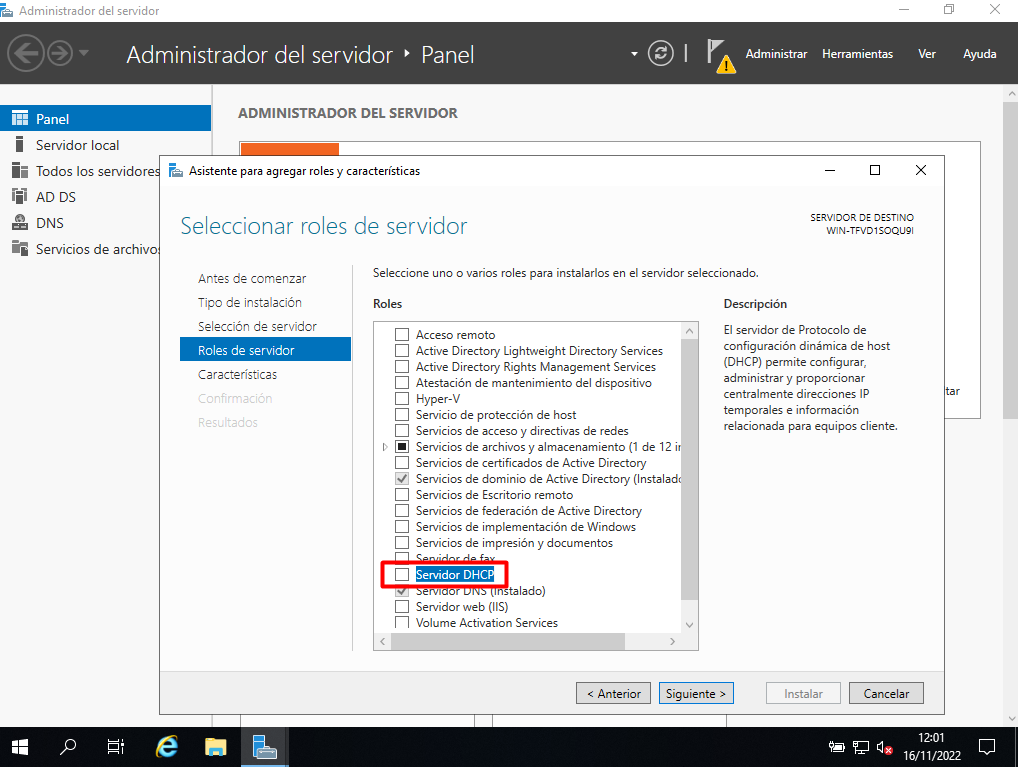 Administrador del servidor
Administrador del servidor ‣ Panel
Administrar Herramientas Ver Ayuda
Panel
Servidor local
Todos los servidores
AD DS
DNS
Servicios de archivos
ADMINISTRADOR DEL SERVIDOR
Asistente para agregar roles y características
Seleccionar roles de servidor
SERVIDOR DE DESTINO
WIN-TFVD1SOQU9I
Antes de comenzar
Tipo de instalación
Selección de servidor
Roles de servidor
Características
Confirmación
Resultados
Seleccione uno o varios roles para instalarlos en el servidor seleccionado.
Roles
Acceso remoto
Active Directory Lightweight Directory Services
Active Directory Rights Management Services
Atestación de mantenimiento del dispositivo
Hyper-V
Servicio de protección de host
Servicios de acceso y directivas de redes
Servicios de archivos y almacenamiento (1 de 12 in
Servicios de certificados de Active Directory
Servicios de dominio de Active Directory (Instalado
Servicios de Escritorio remoto
Servicios de federación de Active Directory
Servicios de implementación de Windows
Servicios de impresión y documentos
Servidor de fax
Servidor DHCP
Servidor DNS (Instalado)
Servidor web (IIS)
Volume Activation Services
Descripción
El servidor de Protocolo de
configuración dinámica de host
(DHCP) permite configurar,
administrar y proporcionar
centralmente direcciones IP
temporales e información
relacionada para equipos cliente.
tar
< Anterior Siguiente > Instalar Cancelar
12:01
16/11/2022